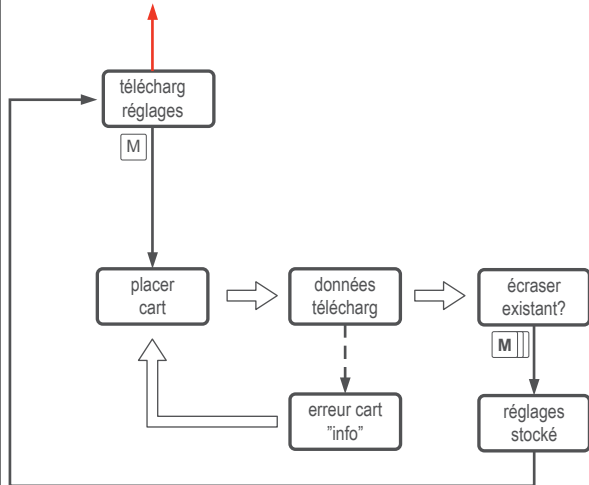 télécharg
réglages
M
placer
cart
données
télécharg
écraser
existant?
M
erreur cart
”info”
réglages
stocké